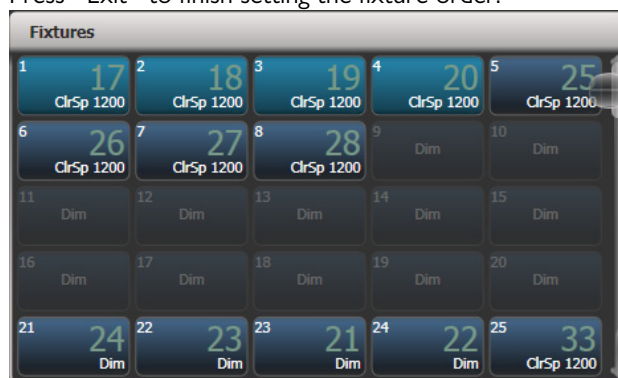 Press <Exit> to finish setting the fixture order.
Fixtures
1 17 2 18 3 19 4 20 5 25
ClrSp 1200 ClrSp 1200 ClrSp 1200 ClrSp 1200 ClrSp 1200
6 26 7 27 8 28 9 Dim 10 Dim
ClrSp 1200 ClrSp 1200 ClrSp 1200
11 Dim 12 Dim 13 Dim 14 Dim 15 Dim
16 Dim 17 Dim 18 Dim 19 Dim 20 Dim
21 24 22 23 23 21 24 22 25 33
Dim Dim Dim Dim ClrSp 1200